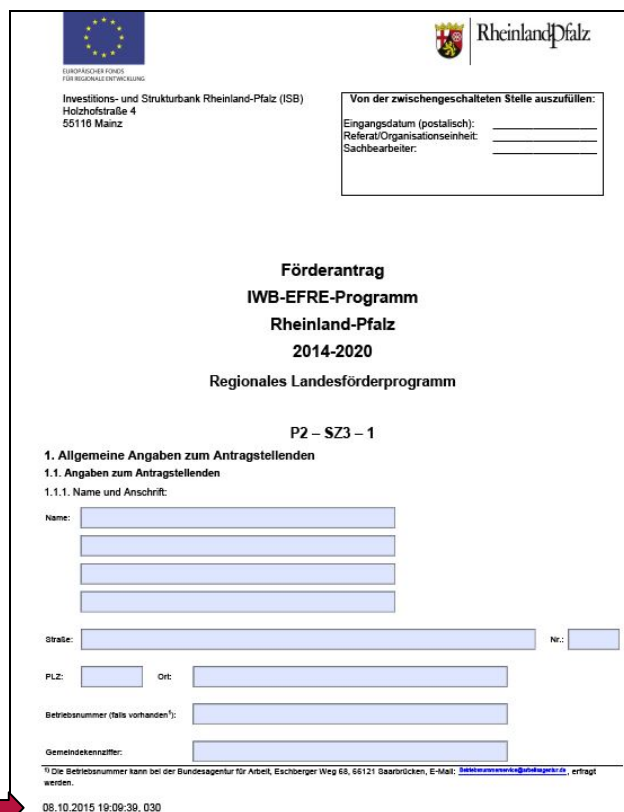 EUROPÄISCHER FONDS
FÜR REGIONALE ENTWICKLUNG
RheinlandPfalz
Investitions- und Strukturbank Rheinland-Pfalz (ISB)
Holzhofstraße 4
55116 Mainz
Von der zwischengeschalteten Stelle auszufüllen:
Eingangsdatum (postalisch):
Referat/Organisationseinheit:
Sachbearbeiter:
Förderantrag
IWB-EFRE-Programm
Rheinland-Pfalz
2014-2020
Regionales Landesförderprogramm
P2 – SZ3 – 1
1. Allgemeine Angaben zum Antragstellenden
1.1. Angaben zum Antragstellenden
1.1.1. Name und Anschrift:
Name:
Straße: Nr.:
PLZ: Ort:
Betriebsnummer (falls vorhanden¹):
Gemeindekennziffer:
¹) Die Betriebsnummer kann bei der Bundesagentur für Arbeit, Eschberger Weg 68, 66121 Saarbrücken, E-Mail: Betriebsnummernservice@arbeitsagentur.de, erfragt
werden.
08.10.2015 19:09:39, 030